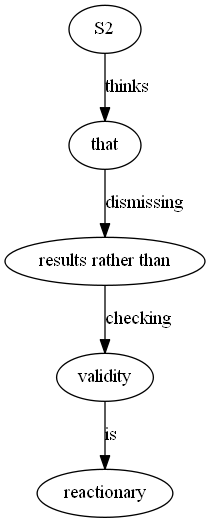 S2
thinks
that
dismissing
results rather than
checking
validity
is
reactionary